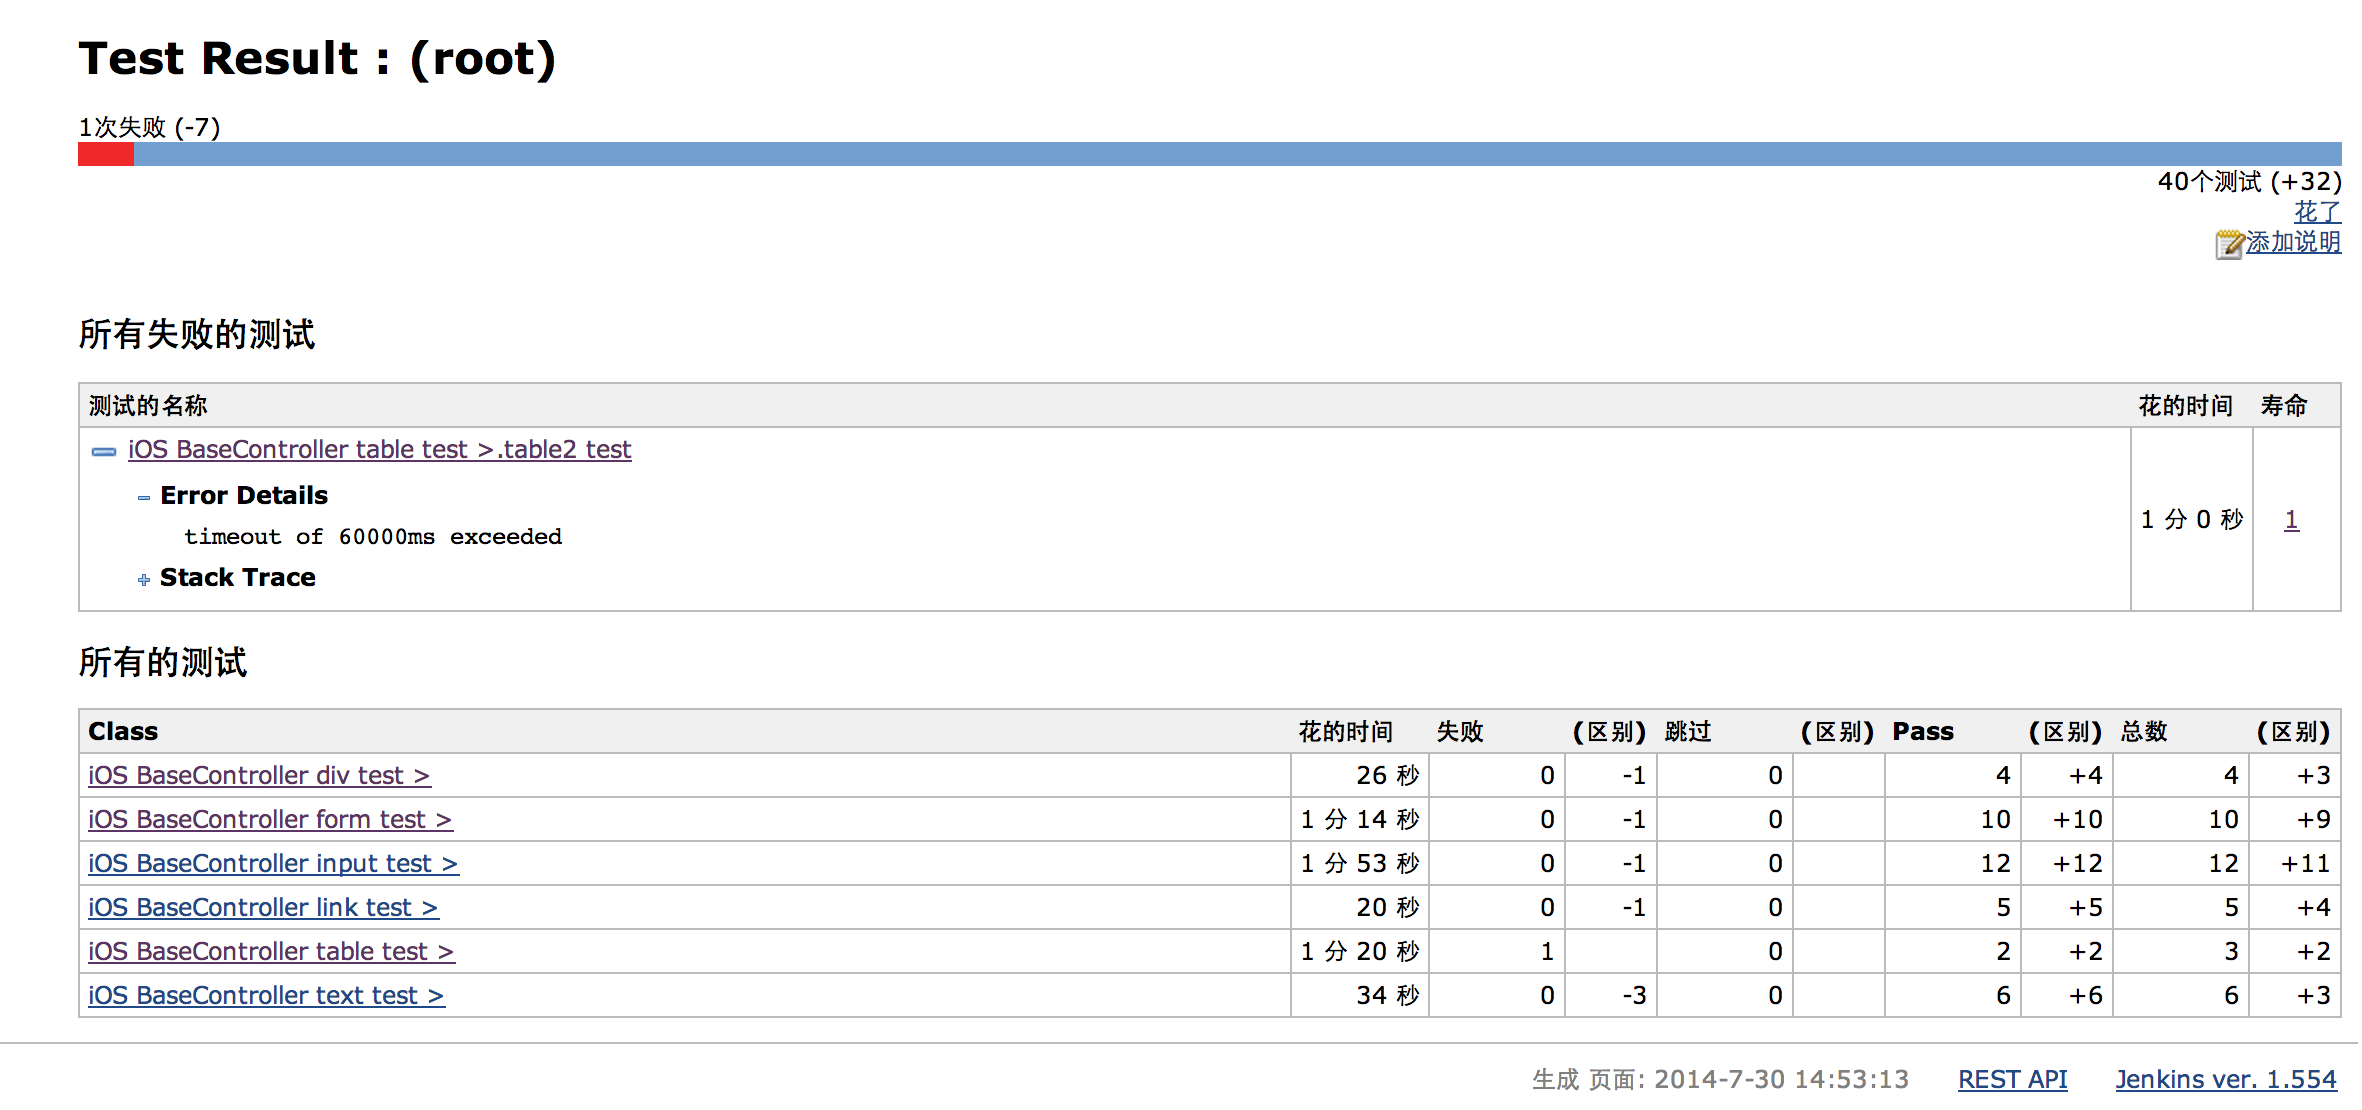 Test Result : (root)
1次失败 (-7)
40个测试 (+32)
花了
添加说明
所有失败的测试
测试的名称 花的时间 寿命
iOS BaseController table test >.table2 test
Error Details
timeout of 60000ms exceeded
1 分 0 秒 1
Stack Trace
所有的测试
Class 花的时间 失败 (区别) 跳过 (区别) Pass (区别) 总数 (区别)
iOS BaseController div test > 26 秒 0 -1 0 4 +4 4 +3
iOS BaseController form test > 1 分 14 秒 0 -1 0 10 +10 10 +9
iOS BaseController input test > 1 分 53 秒 0 -1 0 12 +12 12 +11
iOS BaseController link test > 20 秒 0 -1 0 5 +5 5 +4
iOS BaseController table test > 1 分 20 秒 1 0 2 +2 3 +2
iOS BaseController text test > 34 秒 0 -3 0 6 +6 6 +3
生成 页面: 2014-7-30 14:53:13 REST API Jenkins ver. 1.554